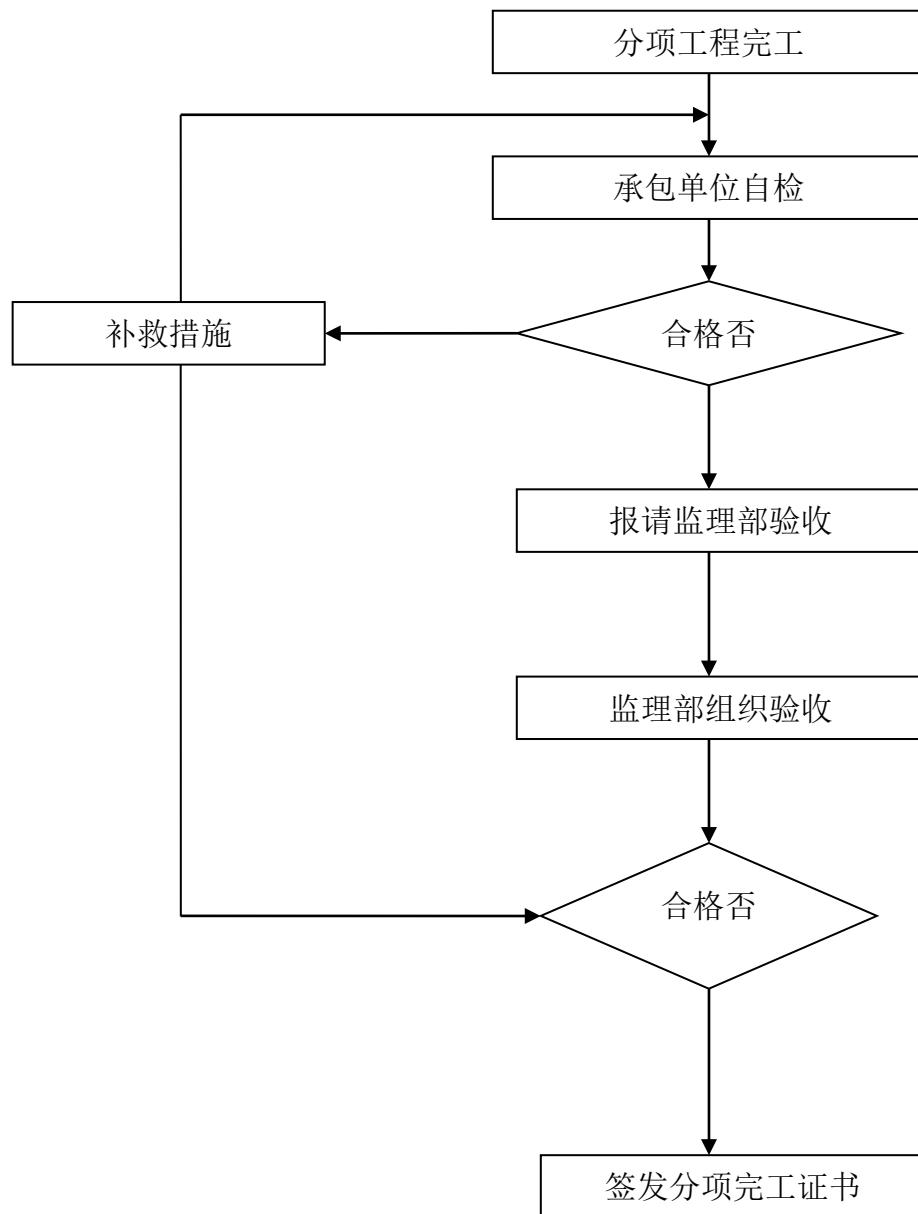 分项工程完工
承包单位自检
补救措施
合格否
报请监理部验收
监理部组织验收
合格否
签发分项完工证书